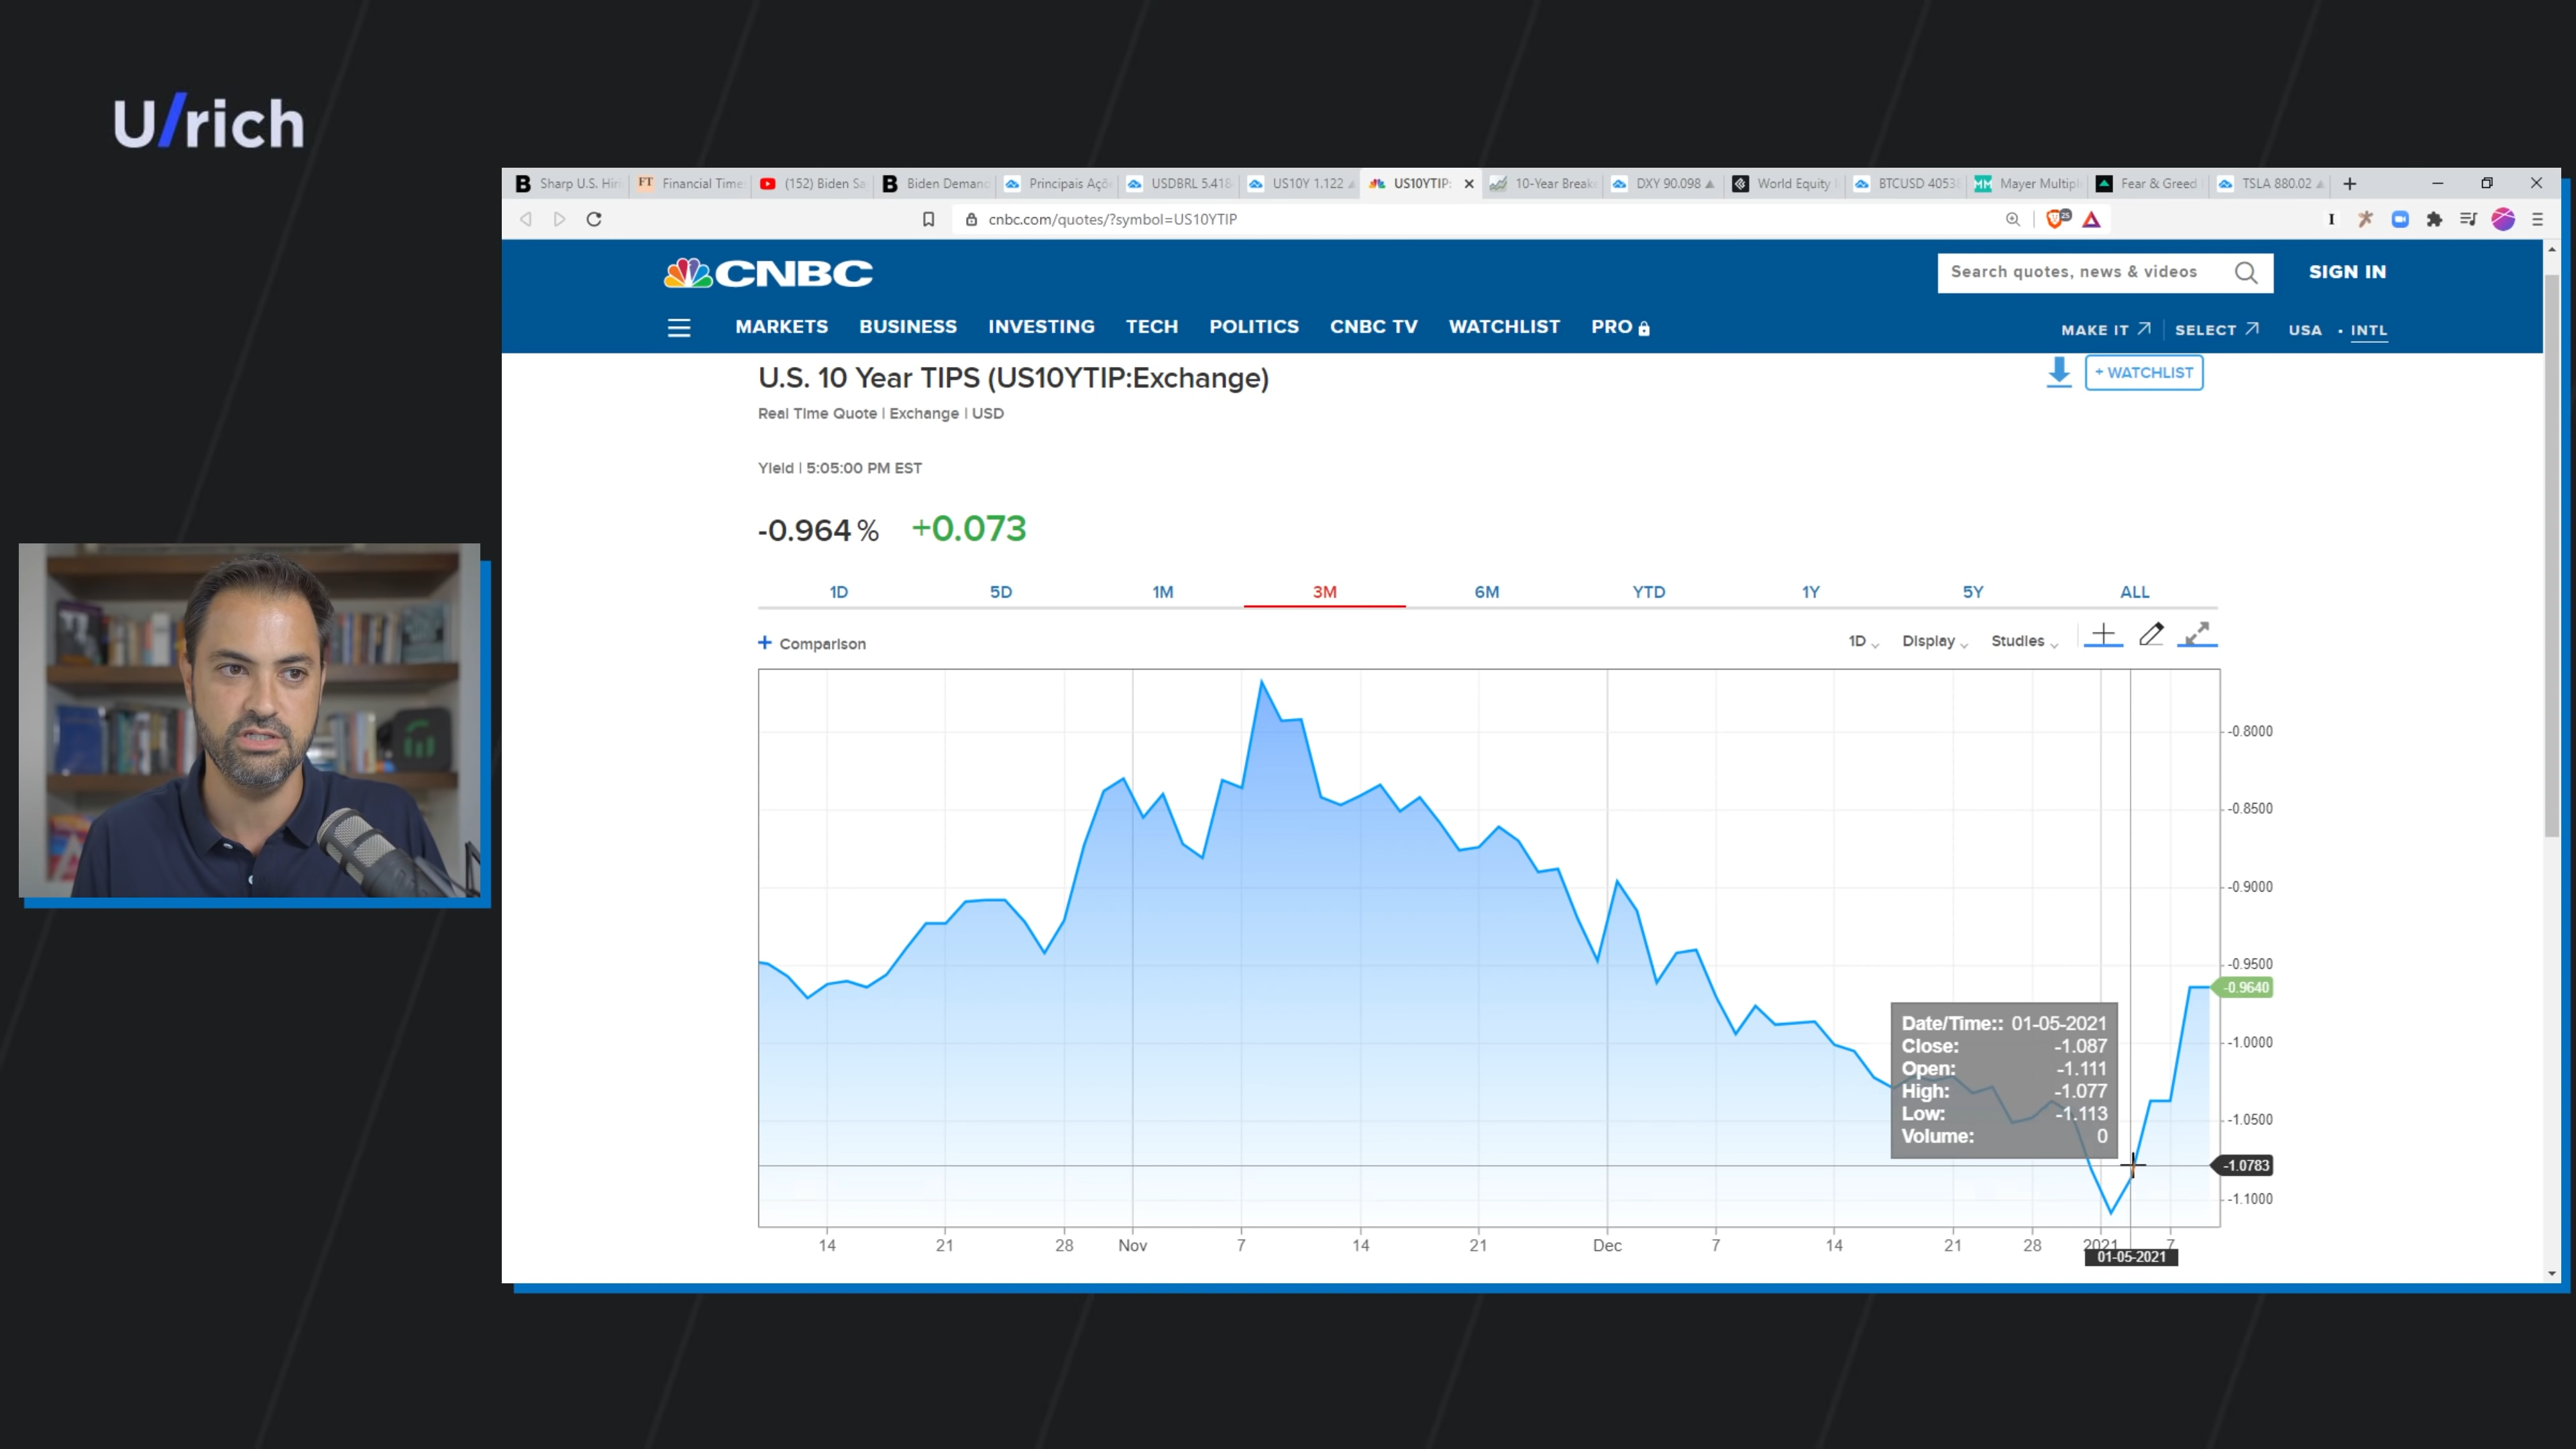 U/rich
Sharp U.S. Hiri
Financial Time
(152) Biden Sa
Biden Demand
Principais Açõ
USDBRL 5.418
US10Y 1.122
US10YTIP:
10-Year Break
DXY 90.098
World Equity
BTCUSD 4053
Mayer Multipl
Fear & Greed
TSLA 880.02
cnbc.com/quotes/?symbol=US10YTIP
25
CNBC
Search quotes, news & videos
SIGN IN
MARKETS BUSINESS INVESTING TECH POLITICS CNBC TV WATCHLIST PRO
MAKE IT SELECT USA • INTL
U.S. 10 Year TIPS (US10YTIP:Exchange)
+ WATCHLIST
Real Time Quote | Exchange | USD
Yield | 5:05:00 PM EST
-0.964 % +0.073
1D 5D 1M 3M 6M YTD 1Y 5Y ALL
+ Comparison
1D Display Studies
-0.8000
-0.8500
-0.9000
-0.9500
-0.9640
-1.0000
-1.0500
-1.0783
-1.1000
Date/Time:: 01-05-2021
Close: -1.087
Open: -1.111
High: -1.077
Low: -1.113
Volume: 0
14 21 28 Nov 7 14 21 Dec 7 14 21 28 2021 7
01-05-2021